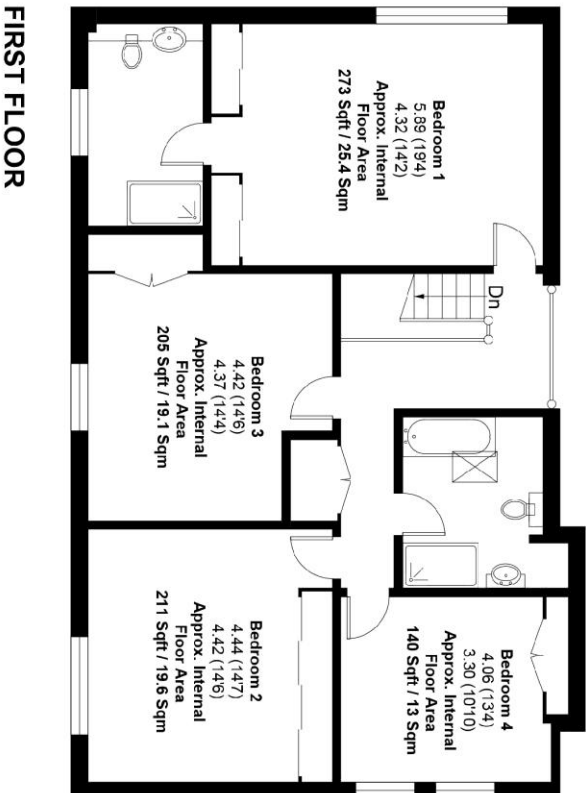 FIRST FLOOR
Bedroom 1
5.89 (19'4)
4.32 (14'2)
Approx. Internal
Floor Area
273 Sqft / 25.4 Sqm
Dn
Bedroom 3
4.42 (14'6)
4.37 (14'4)
Approx. Internal
Floor Area
205 Sqft / 19.1 Sqm
Bedroom 2
4.44 (14'7)
4.42 (14'6)
Approx. Internal
Floor Area
211 Sqft / 19.6 Sqm
Bedroom 4
4.06 (13'4)
3.30 (10'10)
Approx. Internal
Floor Area
140 Sqft / 13 Sqm